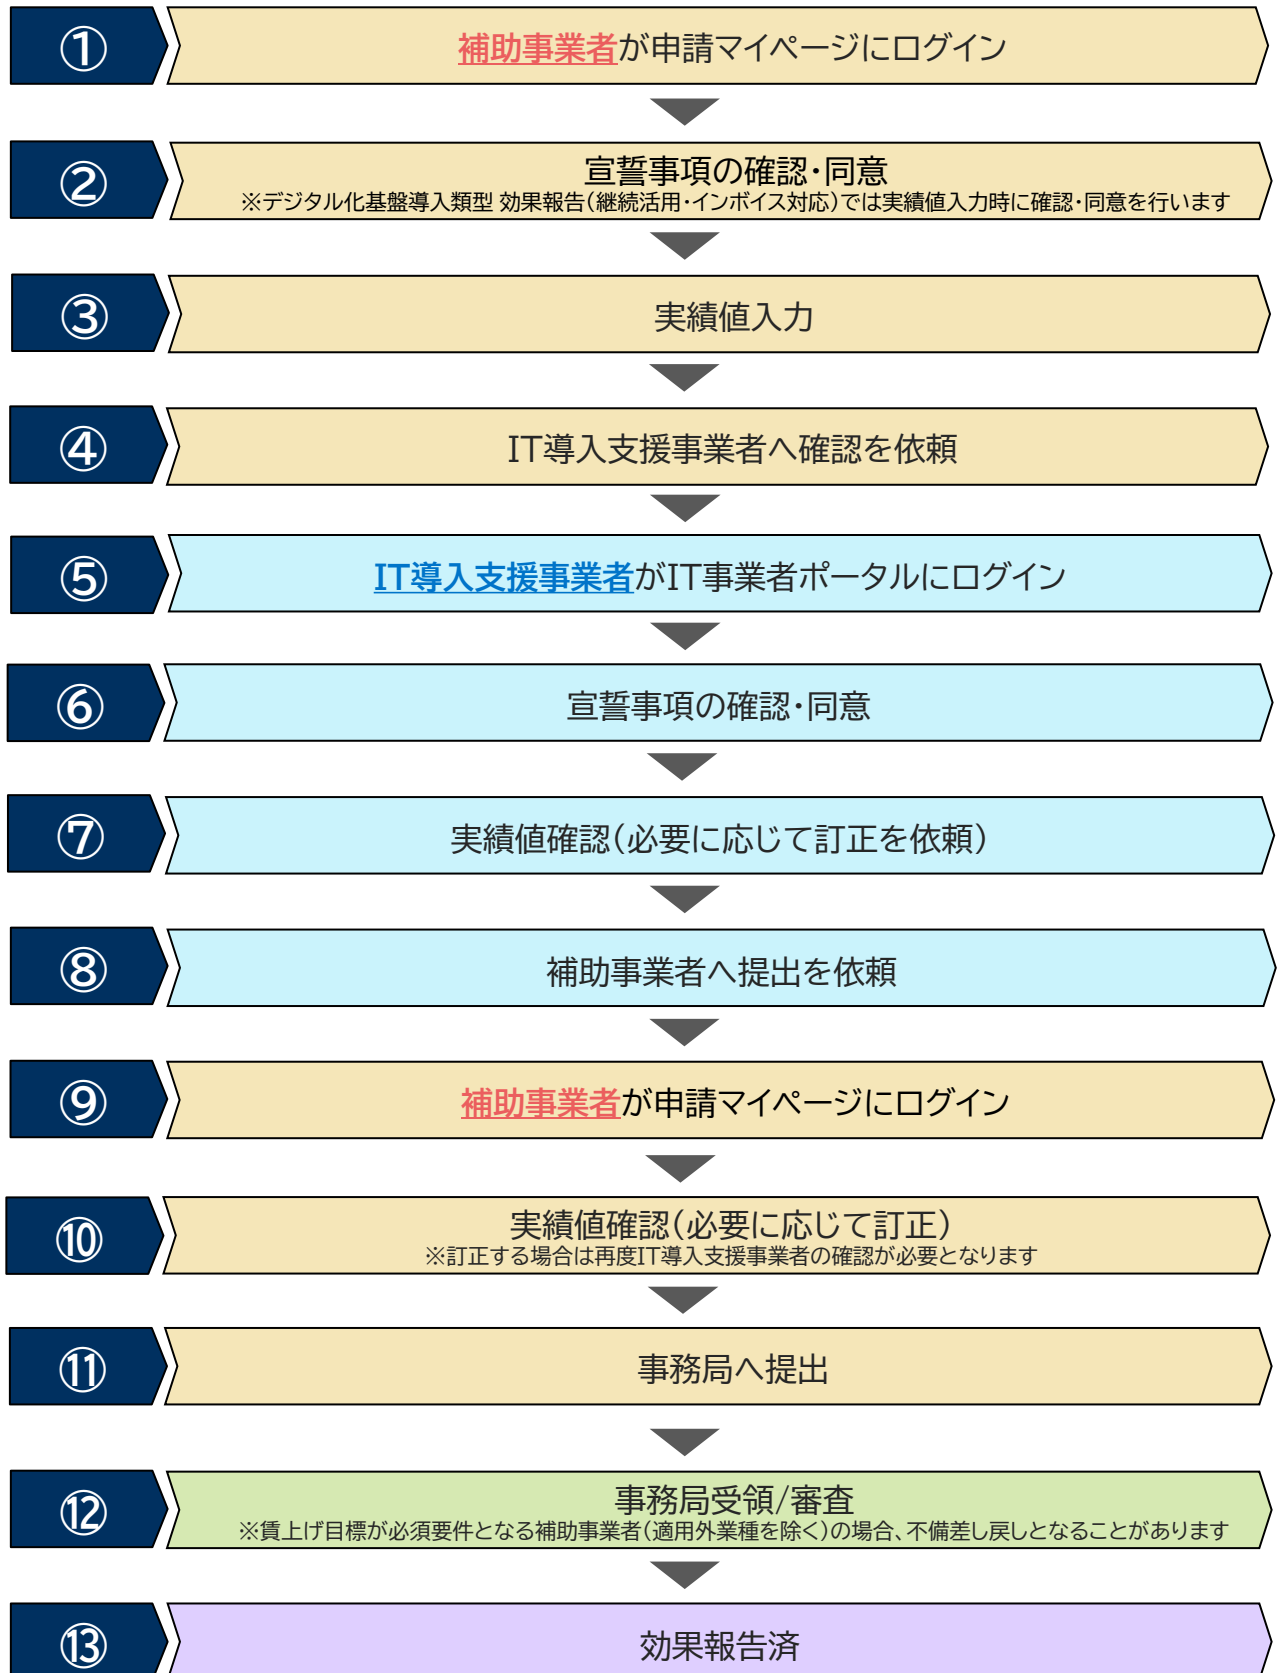 ①
補助事業者が申請マイページにログイン
②
宣誓事項の確認・同意
※デジタル化基盤導入類型 効果報告（継続活用・インボイス対応）では実績値入力時に確認・同意を行います
③
実績値入力
④
IT導入支援事業者へ確認を依頼
⑤
IT導入支援事業者がIT事業者ポータルにログイン
⑥
宣誓事項の確認・同意
⑦
実績値確認（必要に応じて訂正を依頼）
⑧
補助事業者へ提出を依頼
⑨
補助事業者が申請マイページにログイン
⑩
実績値確認（必要に応じて訂正）
※訂正する場合は再度IT導入支援事業者の確認が必要となります
⑪
事務局へ提出
⑫
事務局受領/審査
※賃上げ目標が必須要件となる補助事業者（適用外業種を除く）の場合、不備差し戻しとなることがあります
⑬
効果報告済